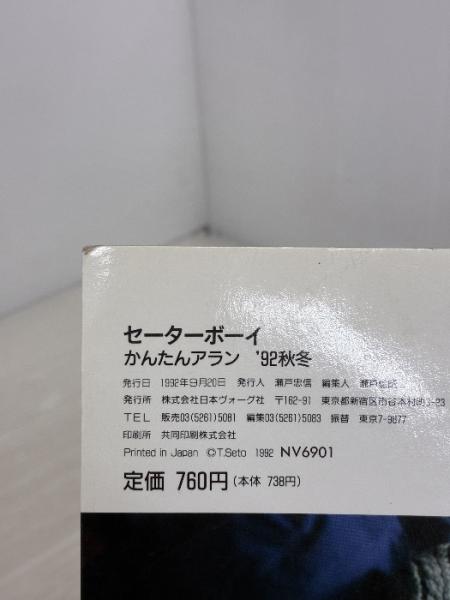 セーターボーイ
かんたんアラン '92秋冬
発行日 1992年9月20日 発行人 瀬戸忠信 編集人
発行所 株式会社日本ヴォーグ社 〒162-91 東京都新宿区市谷本村町3-23
TEL 販売03(5261)5081 編集03(5261)5083 振替 東京7-9877
印刷所 共同印刷株式会社
Printed in Japan ©T.Seto 1992 NV6901
定価 760円(本体 738円)